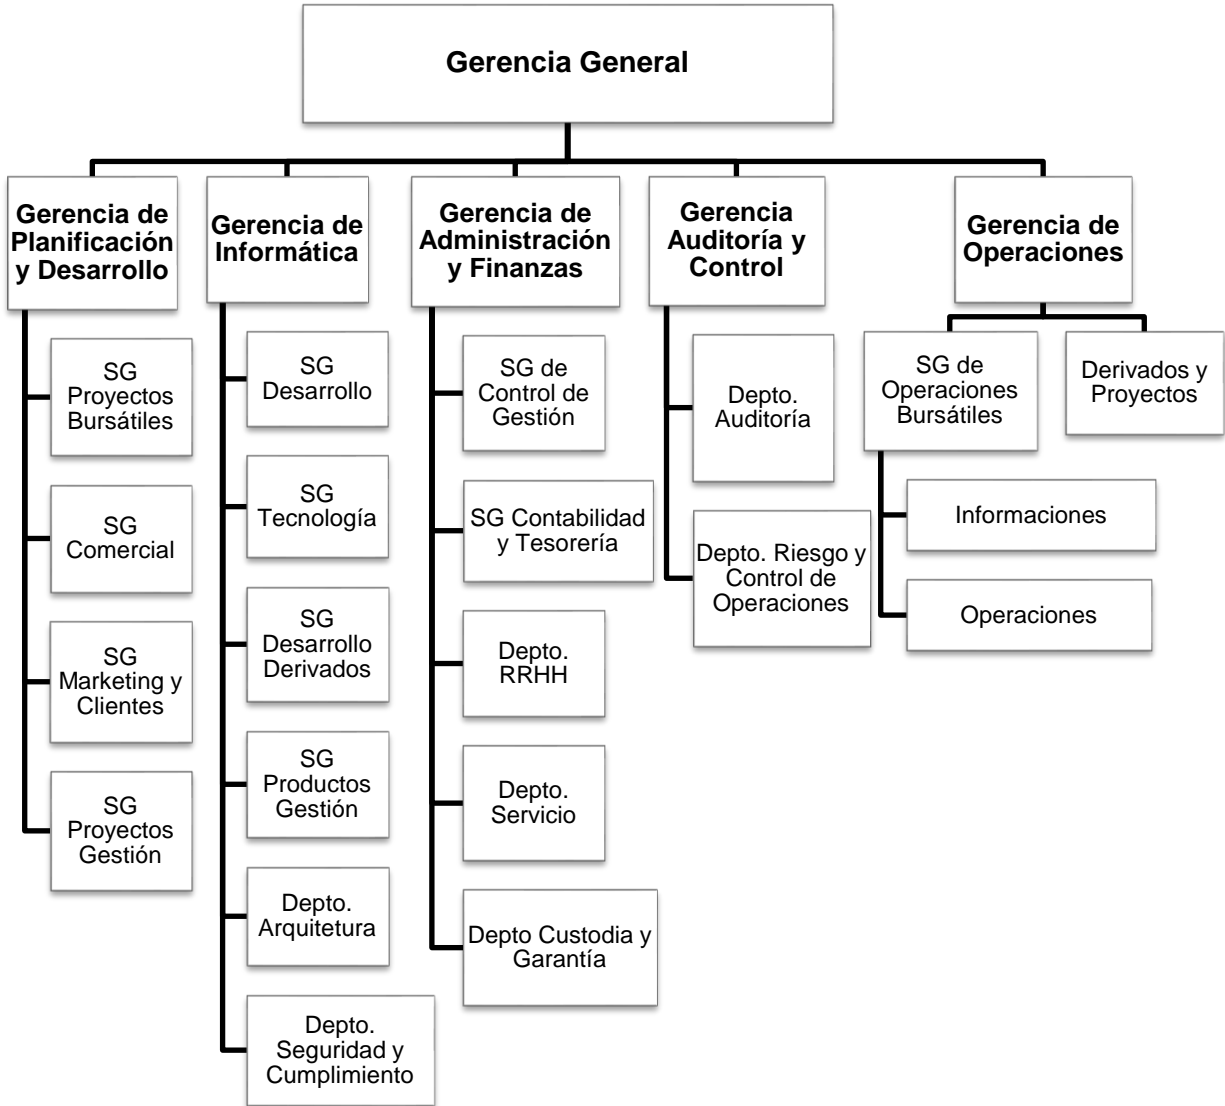 Gerencia General
Gerencia de
Planificación
y Desarrollo
Gerencia de
Informática
Gerencia de
Administración
y Finanzas
Gerencia
Auditoría y
Control
Gerencia de
Operaciones
SG
Proyectos
Bursátiles
SG
Comercial
SG
Marketing y
Clientes
SG
Proyectos
Gestión
SG
Desarrollo
SG
Tecnología
SG
Desarrollo
Derivados
SG
Productos
Gestión
Depto.
Arquitetura
Depto.
Seguridad y
Cumplimiento
SG de
Control de
Gestión
SG Contabilidad
y Tesorería
Depto.
RRHH
Depto.
Servicio
Depto Custodia y
Garantía
Depto.
Auditoría
Depto. Riesgo y
Control de
Operaciones
SG de
Operaciones
Bursátiles
Derivados y
Proyectos
Informaciones
Operaciones